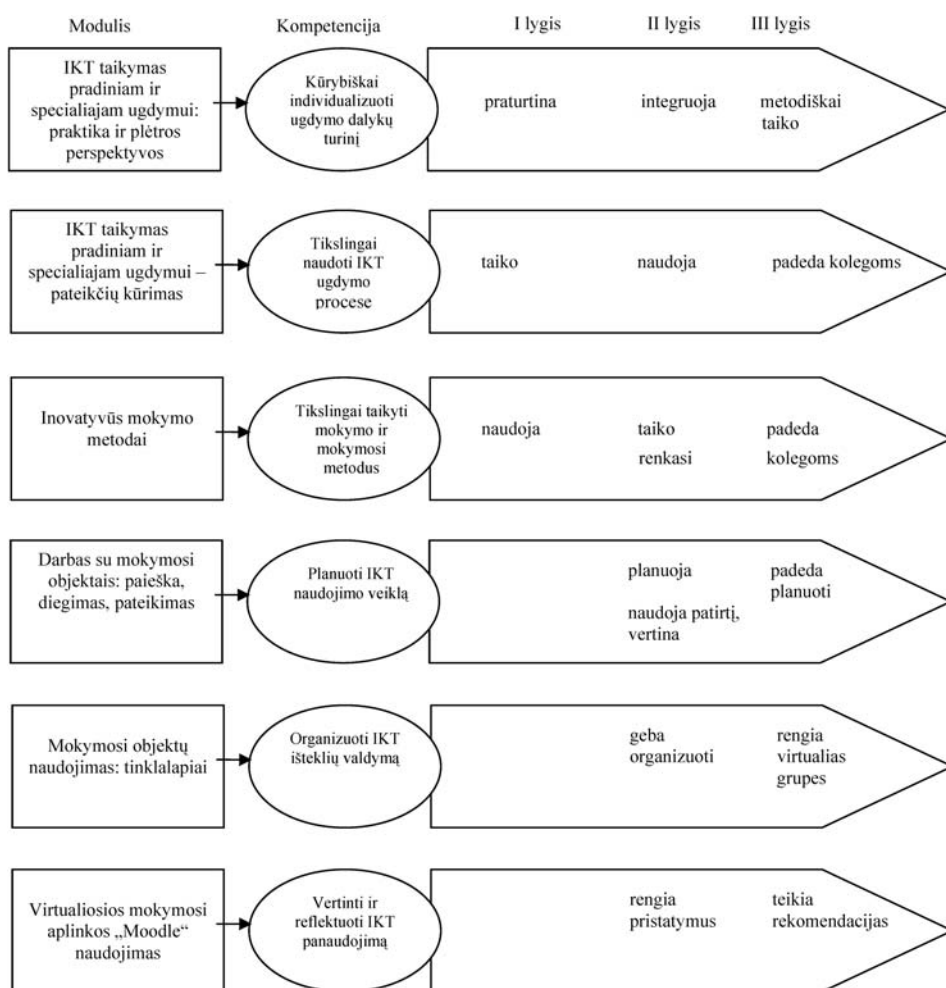 Modulis
Kompetencija
I lygis
II lygis
III lygis
IKT taikymas
pradiniam ir
specialiajam ugdymui:
praktika ir plėtros
perspektyvos
Kūrybiškai
individualizuoti
ugdymo dalykų
turinį
praturtina
integruoja
metodiškai
taiko
IKT taikymas
pradiniam ir
specialiajam ugdymui –
pateikčių kūrimas
Tikslingai
naudoti IKT
ugdymo
procese
taiko
naudoja
padeda kolegoms
Inovatyvūs mokymo
metodai
Tikslingai taikyti
mokymo ir
mokymosi
metodus
naudoja
taiko
renkasi
padeda
kolegoms
Darbas su mokymosi
objektais: paieška,
diegimas, pateikimas
Planuoti IKT
naudojimo veiklą
planuoja
naudoja patirtį,
vertina
padeda
planuoti
Mokymosi objektų
naudojimas: tinklalapiai
Organizuoti IKT
išteklių valdymą
geba
organizuoti
rengia
virtualias
grupes
Virtualiosios mokymosi
aplinkos „Moodle“
naudojimas
Vertinti ir
reflektuoti IKT
panaudojimą
rengia
pristatymus
teikia
rekomendacijas